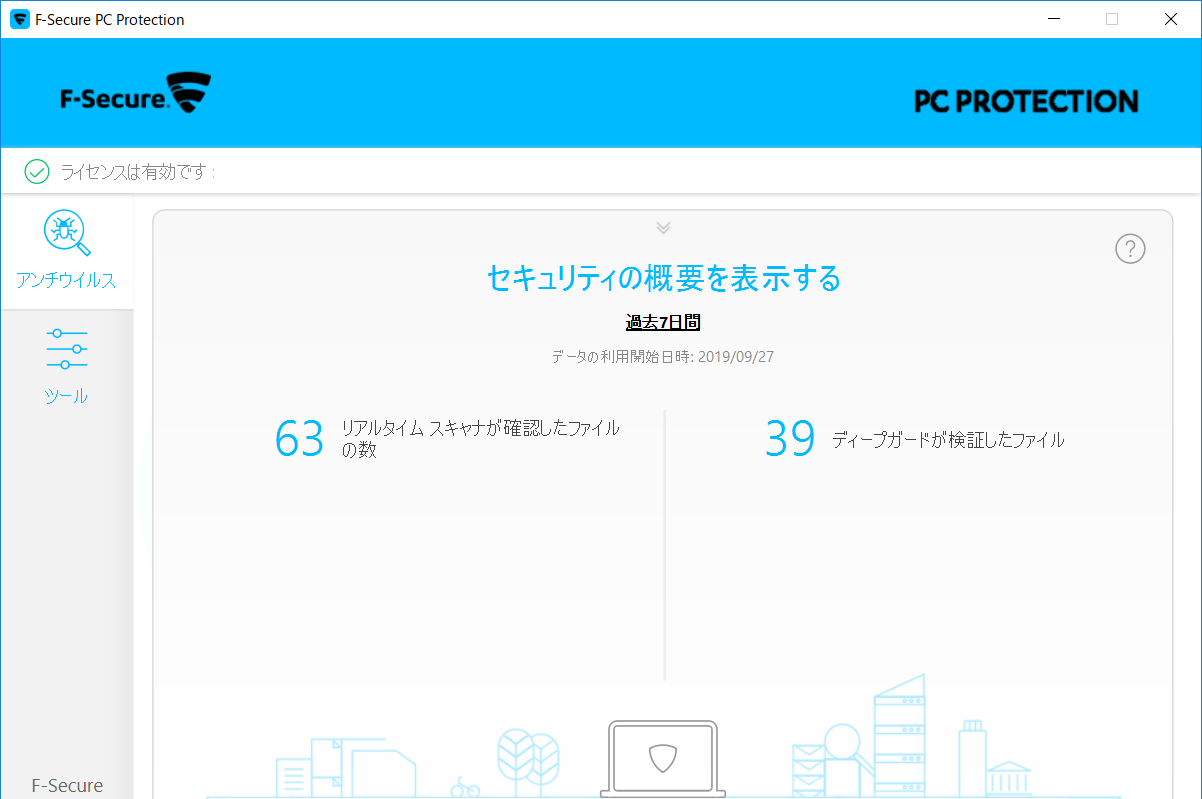 F-Secure PC Protection
F-Secure.
PC PROTECTION
ライセンスは有効です :
アンチウイルス
ツール
セキュリティの概要を表示する
過去7日間
データの利用開始日時: 2019/09/27
63
リアルタイム スキャナが確認したファイル
の数
39
ディープガードが検証したファイル
?
F-Secure